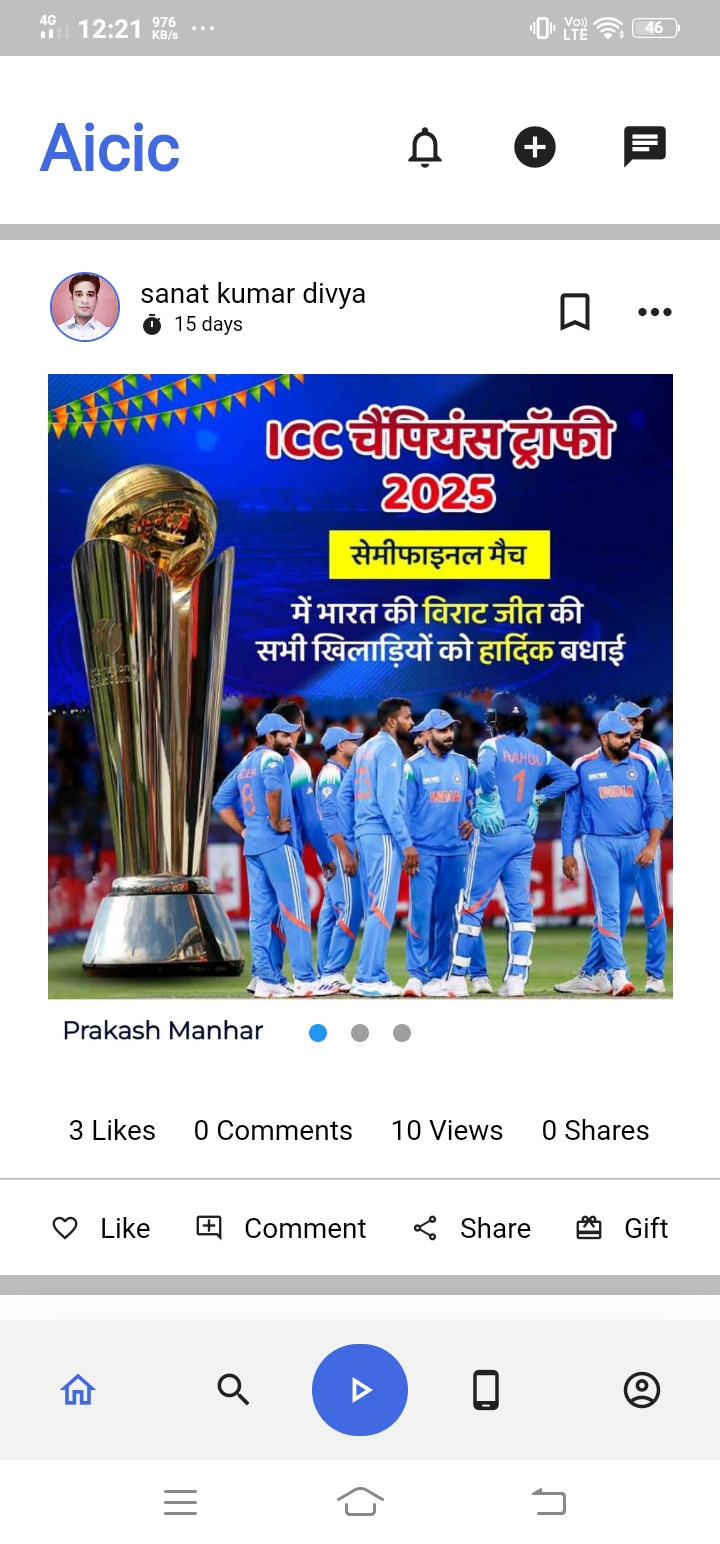 4G 12:21 976 KB/s ...
Vo)) LTE 46
Aicic
sanat kumar divya
15 days
ICC चैंपियंस ट्रॉफी
2025
सेमीफाइनल मैच
में भारत की विराट जीत की
सभी खिलाड़ियों को हार्दिक बधाई
RAHUL
8
1
INDIA
INDIA
Prakash Manhar
3 Likes 0 Comments 10 Views 0 Shares
Like Comment Share Gift